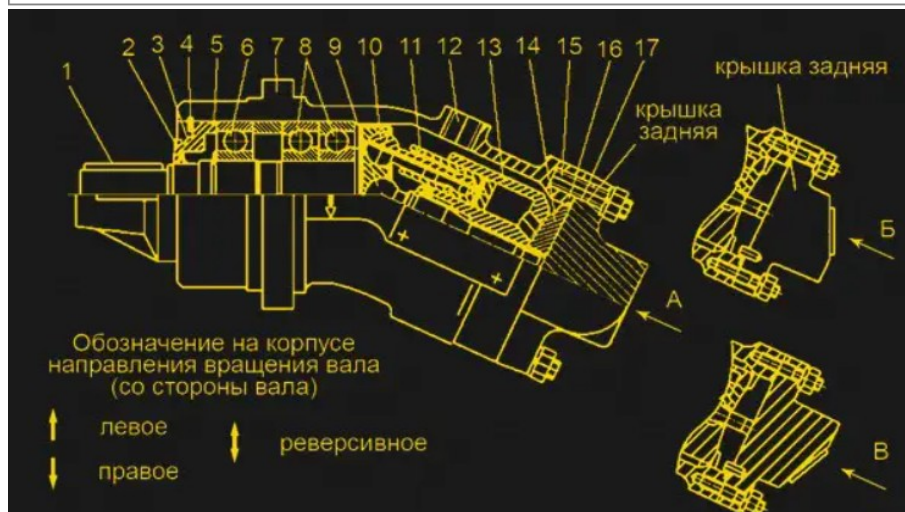 1 2 3 4 5 6 7 8 9 10 11 12 13 14 15 16 17
крышка задняя
крышка
задняя
Б
А
Обозначение на корпусе
направления вращения вала
(со стороны вала)
левое
реверсивное
правое
В